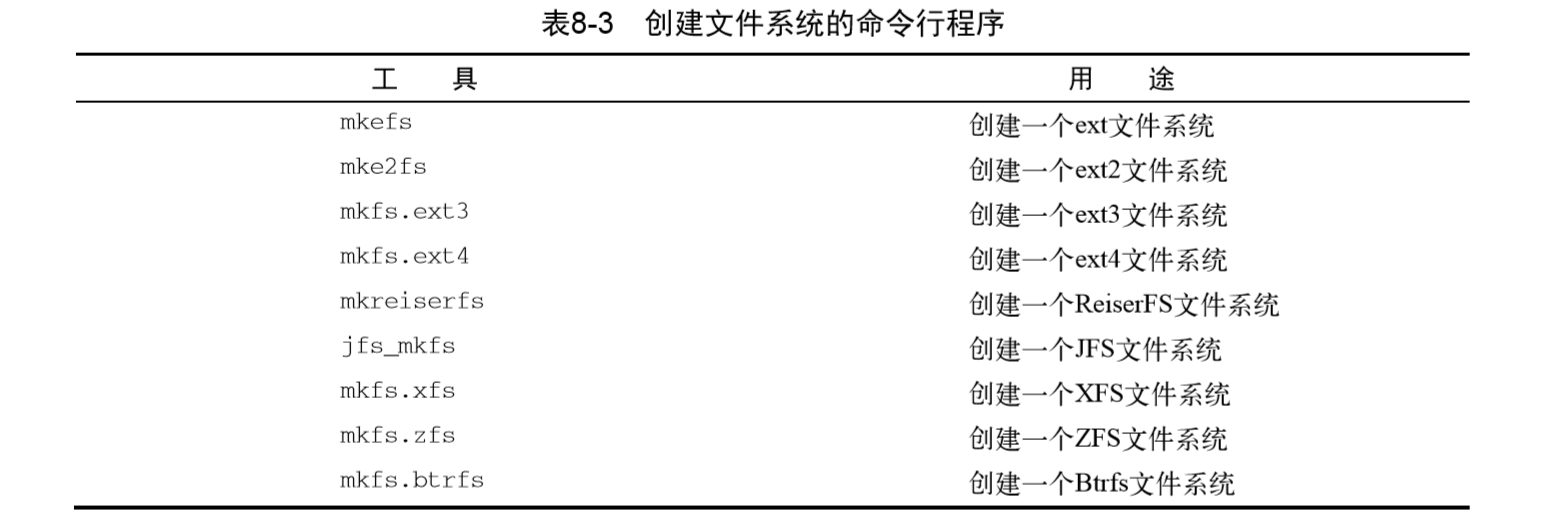 表8-3 创建文件系统的命令行程序
工 具 用 途
mkefs 创建一个ext文件系统
mke2fs 创建一个ext2文件系统
mkfs.ext3 创建一个ext3文件系统
mkfs.ext4 创建一个ext4文件系统
mkreiserfs 创建一个ReiserFS文件系统
jfs_mkfs 创建一个JFS文件系统
mkfs.xfs 创建一个XFS文件系统
mkfs.zfs 创建一个ZFS文件系统
mkfs.btrfs 创建一个Btrfs文件系统